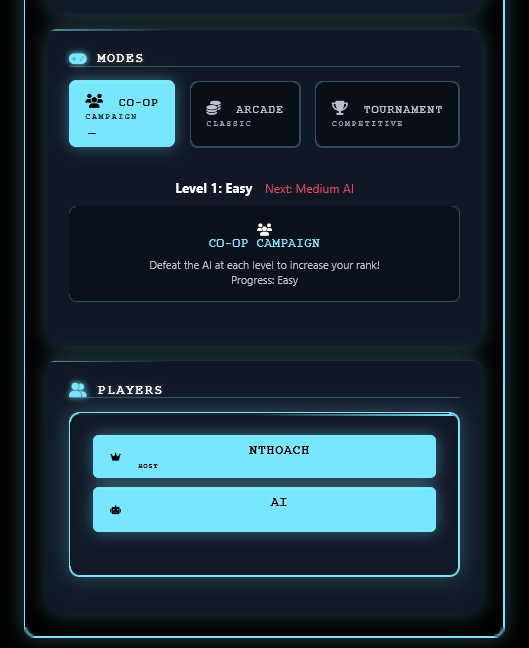 MODES
CO-OP
CAMPAIGN
—
ARCADE
CLASSIC
TOURNAMENT
COMPETITIVE
Level 1: Easy Next: Medium AI
CO-OP CAMPAIGN
Defeat the AI at each level to increase your rank!
Progress: Easy
PLAYERS
NTHOACH
HOST
AI